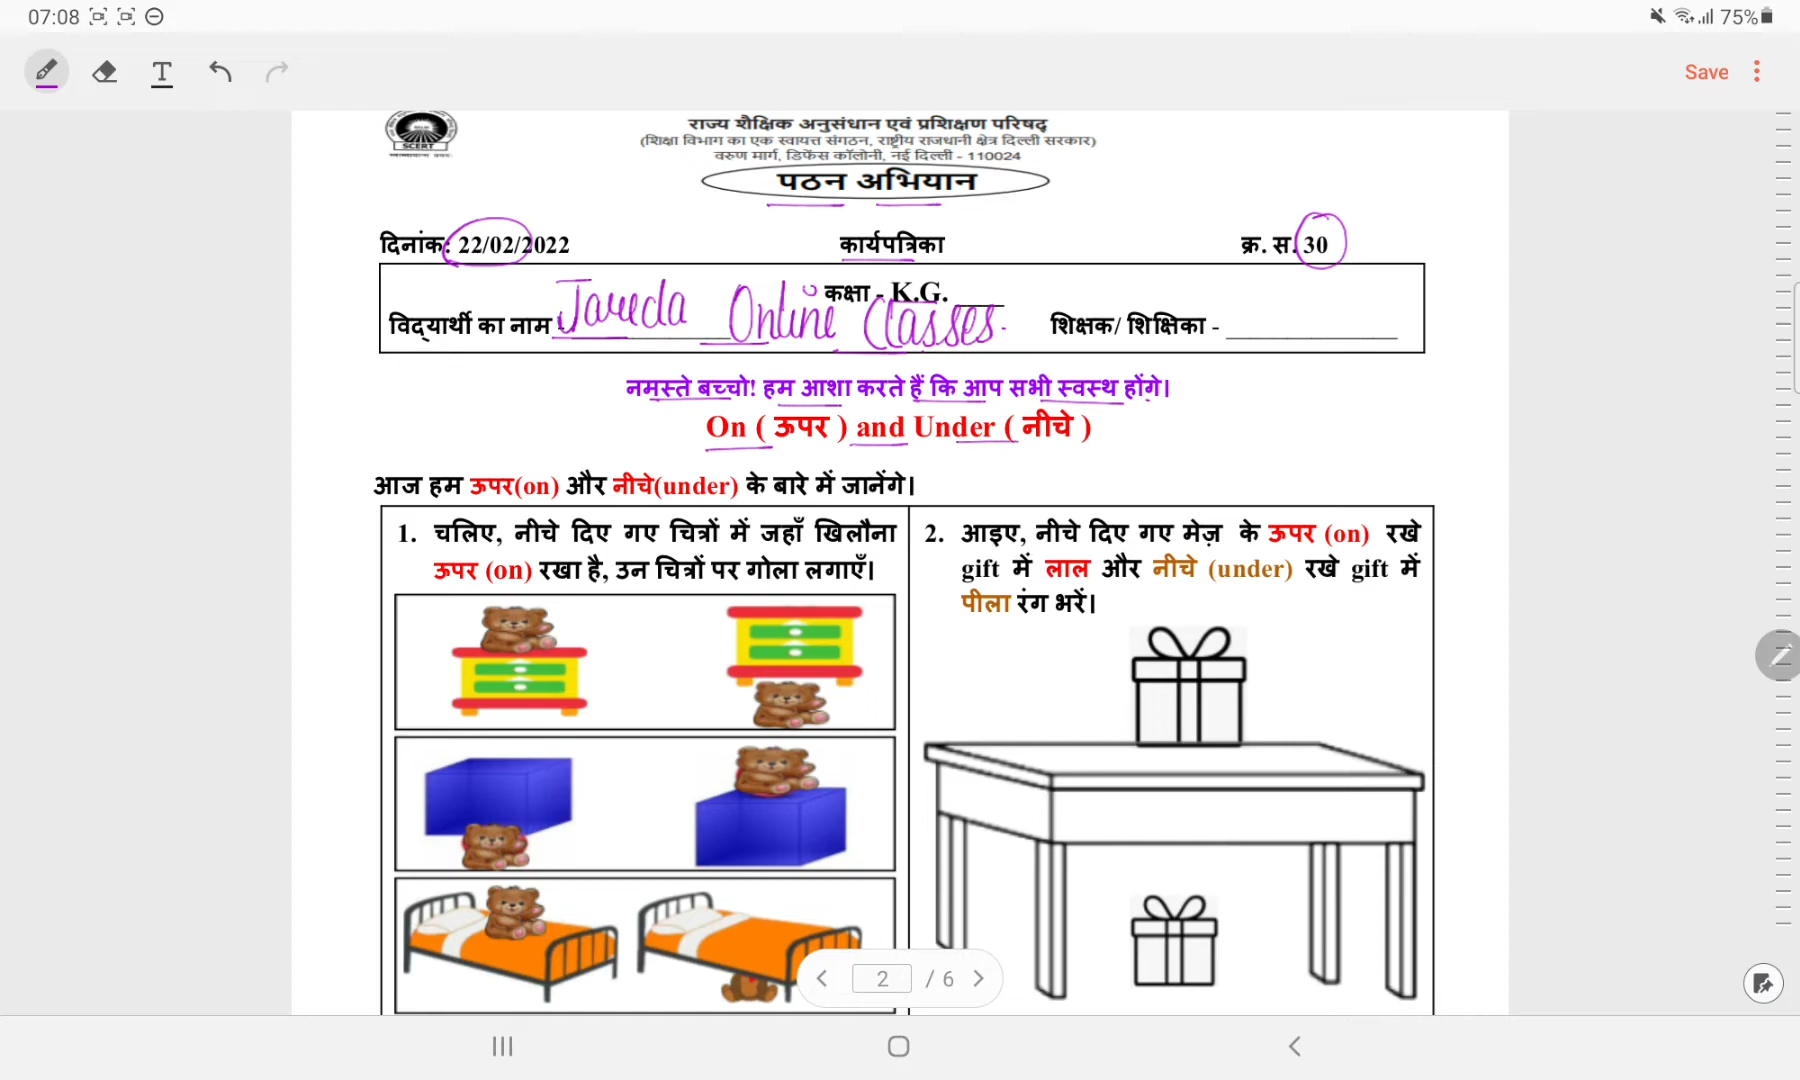 07:08
75%
T
Save
SCERT
राज्य शैक्षिक अनुसंधान एवं प्रशिक्षण परिषद्
(शिक्षा विभाग का एक स्वायत्त संगठन, राष्ट्रीय राजधानी क्षेत्र दिल्ली सरकार)
वरुण मार्ग, डिफेंस कॉलोनी, नई दिल्ली - 110024
पठन अभियान
दिनांक: 22/02/2022 कार्यपत्रिका क्र. स. 30
कक्षा - K.G.
विद्यार्थी का नाम - Online Classes. शिक्षक/ शिक्षिका -
नमस्ते बच्चो! हम आशा करते हैं कि आप सभी स्वस्थ होंगे।
On ( ऊपर ) and Under ( नीचे )
आज हम ऊपर(on) और नीचे(under) के बारे में जानेंगे।
1. चलिए, नीचे दिए गए चित्रों में जहाँ खिलौना
ऊपर (on) रखा है, उन चित्रों पर गोला लगाएँ।
2. आइए, नीचे दिए गए मेज़ के ऊपर (on) रखे
gift में लाल और नीचे (under) रखे gift में
पीला रंग भरें।
2 / 6